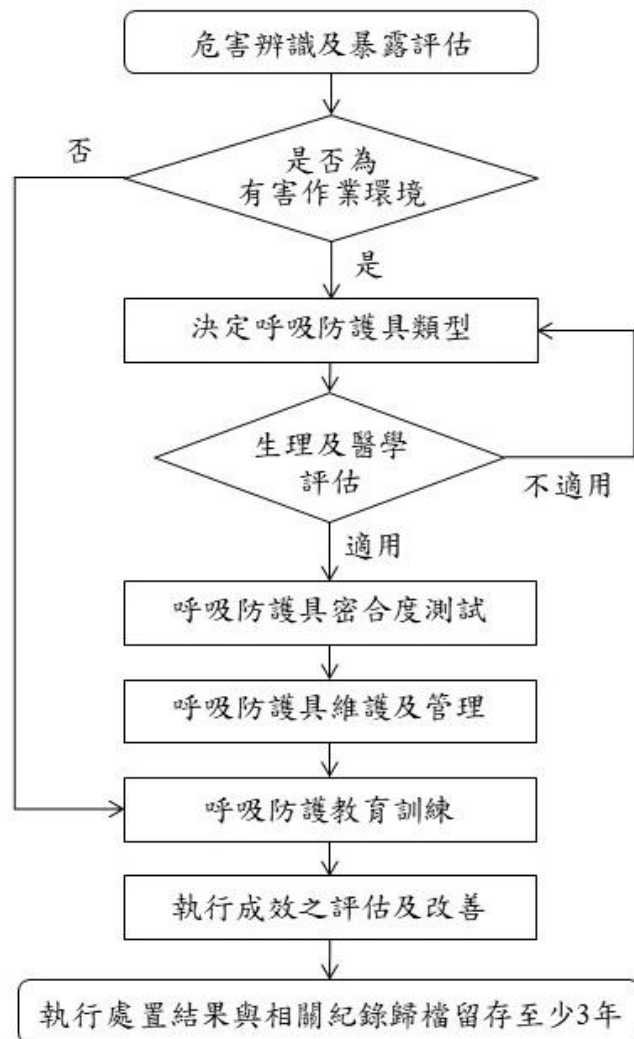 危害辨識及暴露評估
否
是否為
有害作業環境
是
決定呼吸防護具類型
生理及醫學
評估
不適用
適用
呼吸防護具密合度測試
呼吸防護具維護及管理
呼吸防護教育訓練
執行成效之評估及改善
執行處置結果與相關紀錄歸檔留存至少3年